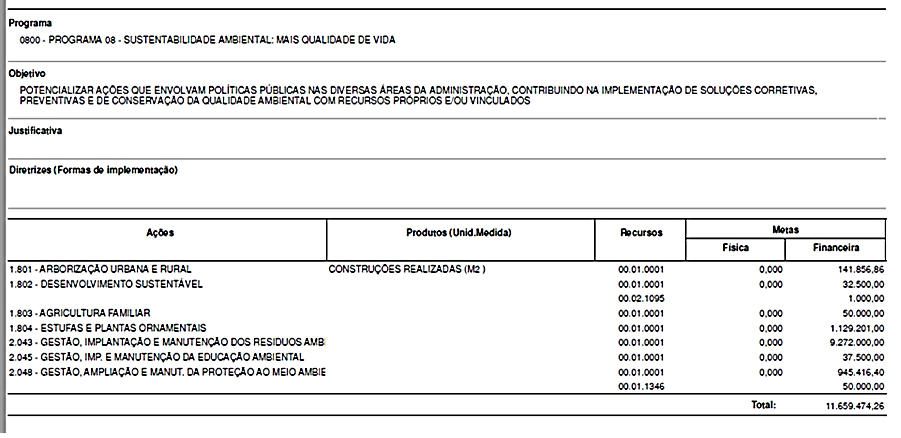 Programa
0800 - PROGRAMA 08 - SUSTENTABILIDADE AMBIENTAL: MAIS QUALIDADE DE VIDA
Objetivo
POTENCIALIZAR AÇÕES QUE ENVOLVAM POLÍTICAS PÚBLICAS NAS DIVERSAS ÁREAS DA ADMINISTRAÇÃO, CONTRIBUINDO NA IMPLEMENTAÇÃO DE SOLUÇÕES CORRETIVAS,
PREVENTIVAS E DE CONSERVAÇÃO DA QUALIDADE AMBIENTAL COM RECURSOS PRÓPRIOS E/OU VINCULADOS
Justificativa
Diretrizes (Formas de implementação)
Ações Produtos (Unid.Medida) Recursos Metas
Física Financeira
1.801 - ARBORIZAÇÃO URBANA E RURAL CONSTRUÇÕES REALIZADAS (M2 ) 00.01.0001 0,000 141.856,86
1.802 - DESENVOLVIMENTO SUSTENTÁVEL 00.01.0001 0,000 32.500,00
00.02.1095 1.000,00
1.803 - AGRICULTURA FAMILIAR 00.01.0001 0,000 50.000,00
1.804 - ESTUFAS E PLANTAS ORNAMENTAIS 00.01.0001 0,000 1.129.201,00
2.043 - GESTÃO, IMPLANTAÇÃO E MANUTENÇÃO DOS RESIDUOS AMB 00.01.0001 0,000 9.272.000,00
2.045 - GESTÃO, IMP. E MANUTENÇÃO DA EDUCAÇÃO AMBIENTAL 00.01.0001 0,000 37.500,00
2.048 - GESTÃO, AMPLIAÇÃO E MANUT. DA PROTEÇÃO AO MEIO AMBIE 00.01.0001 0,000 945.416,40
00.01.1346 50.000,00
Total: 11.659.474,26